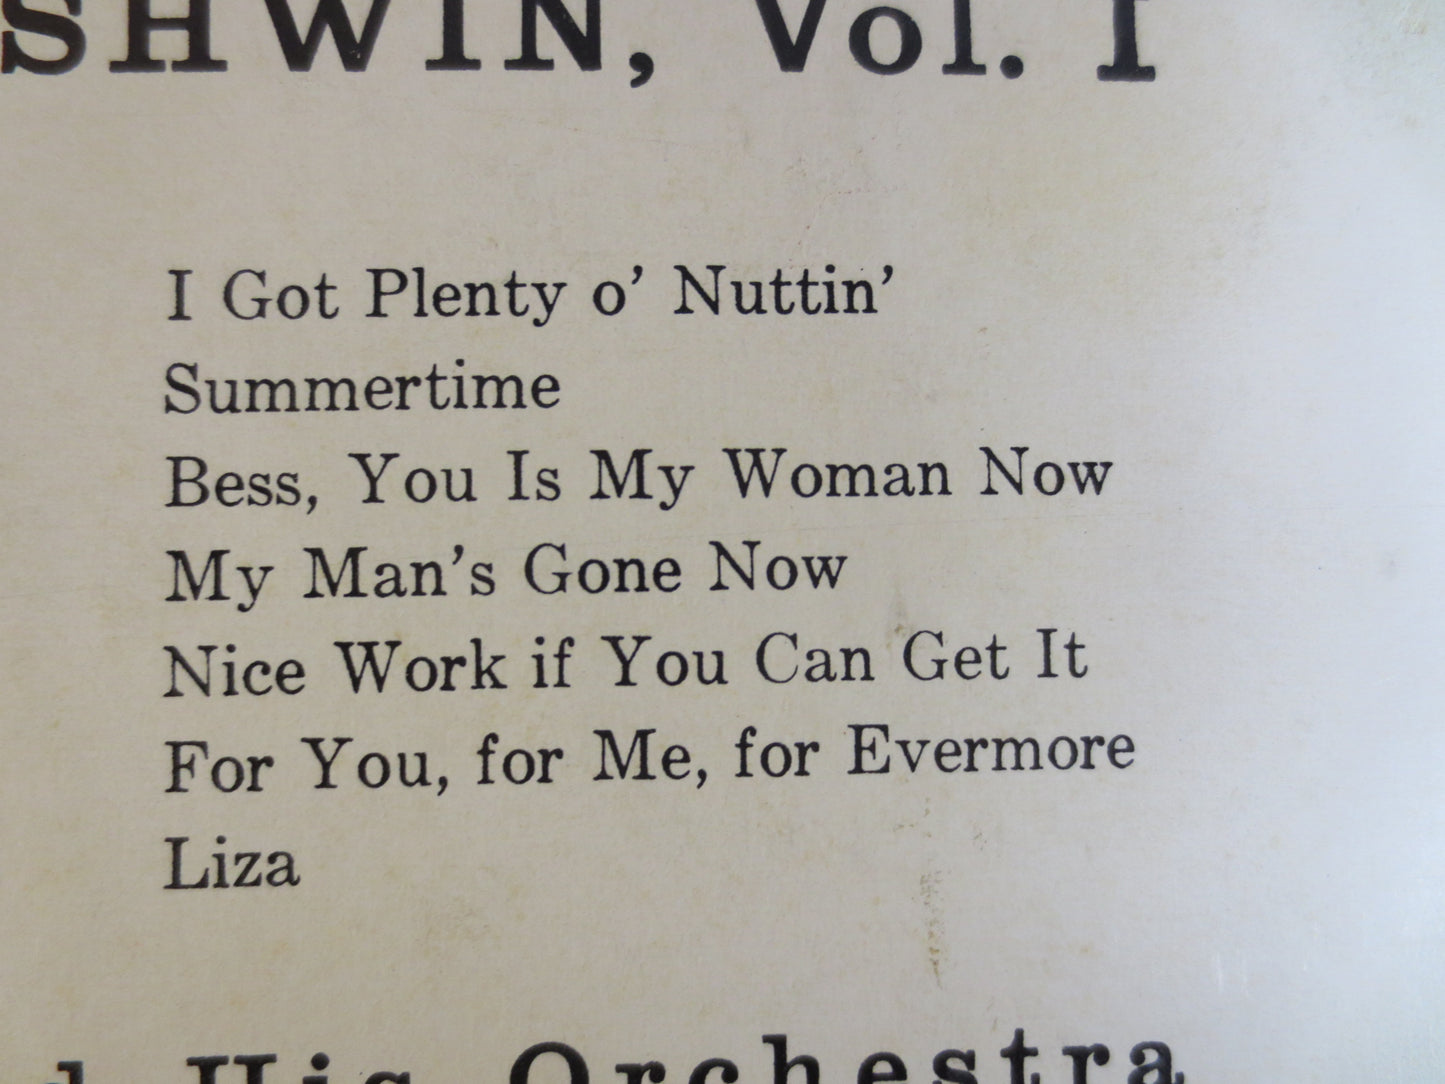 SHWIN, Vol. I
I Got Plenty o' Nuttin'
Summertime
Bess, You Is My Woman Now
My Man's Gone Now
Nice Work if You Can Get It
For You, for Me, for Evermore
Liza
d His Orchestra